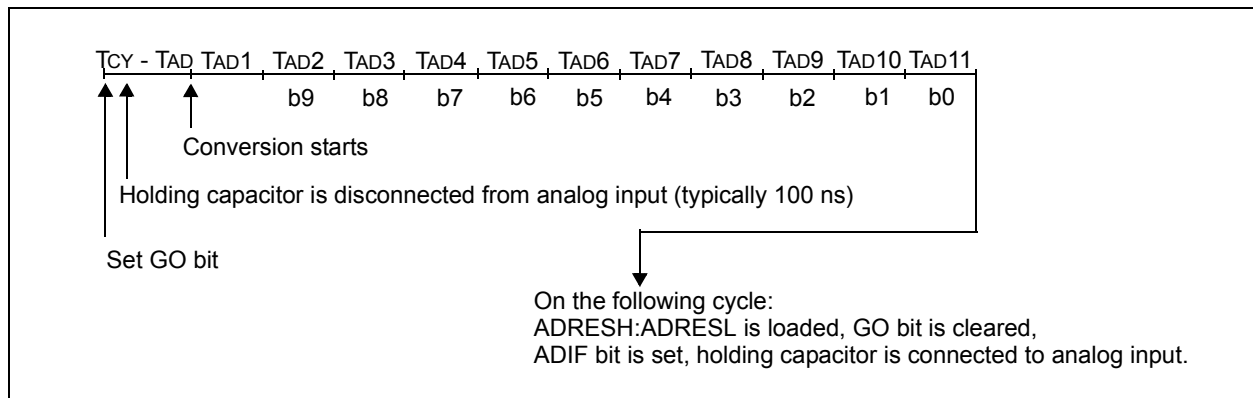 TCY - TAD TAD1 TAD2 TAD3 TAD4 TAD5 TAD6 TAD7 TAD8 TAD9 TAD10 TAD11
b9 b8 b7 b6 b5 b4 b3 b2 b1 b0
Conversion starts
Holding capacitor is disconnected from analog input (typically 100 ns)
Set GO bit
On the following cycle:
ADRESH:ADRESL is loaded, GO bit is cleared,
ADIF bit is set, holding capacitor is connected to analog input.